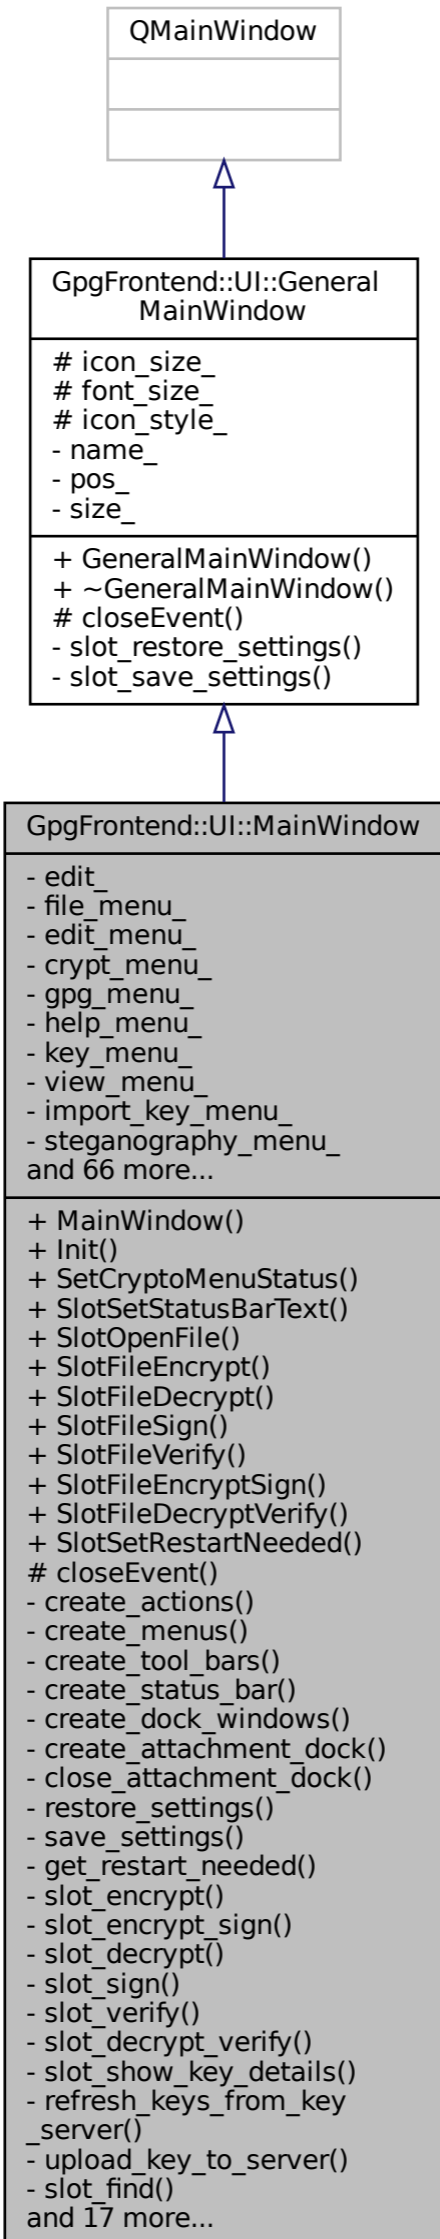 QMainWindow
GpgFrontend::UI::General
MainWindow
# icon_size_
# font_size_
# icon_style_
- name_
- pos_
- size_
+ GeneralMainWindow()
+ ~GeneralMainWindow()
# closeEvent()
- slot_restore_settings()
- slot_save_settings()
GpgFrontend::UI::MainWindow
- edit_
- file_menu_
- edit_menu_
- crypt_menu_
- gpg_menu_
- help_menu_
- key_menu_
- view_menu_
- import_key_menu_
- steganography_menu_
and 66 more...
+ MainWindow()
+ Init()
+ SetCryptoMenuStatus()
+ SlotSetStatusBarText()
+ SlotOpenFile()
+ SlotFileEncrypt()
+ SlotFileDecrypt()
+ SlotFileSign()
+ SlotFileVerify()
+ SlotFileEncryptSign()
+ SlotFileDecryptVerify()
+ SlotSetRestartNeeded()
# closeEvent()
- create_actions()
- create_menus()
- create_tool_bars()
- create_status_bar()
- create_dock_windows()
- create_attachment_dock()
- close_attachment_dock()
- restore_settings()
- save_settings()
- get_restart_needed()
- slot_encrypt()
- slot_encrypt_sign()
- slot_decrypt()
- slot_sign()
- slot_verify()
- slot_decrypt_verify()
- slot_show_key_details()
- refresh_keys_from_key
_server()
- upload_key_to_server()
- slot_find()
and 17 more...